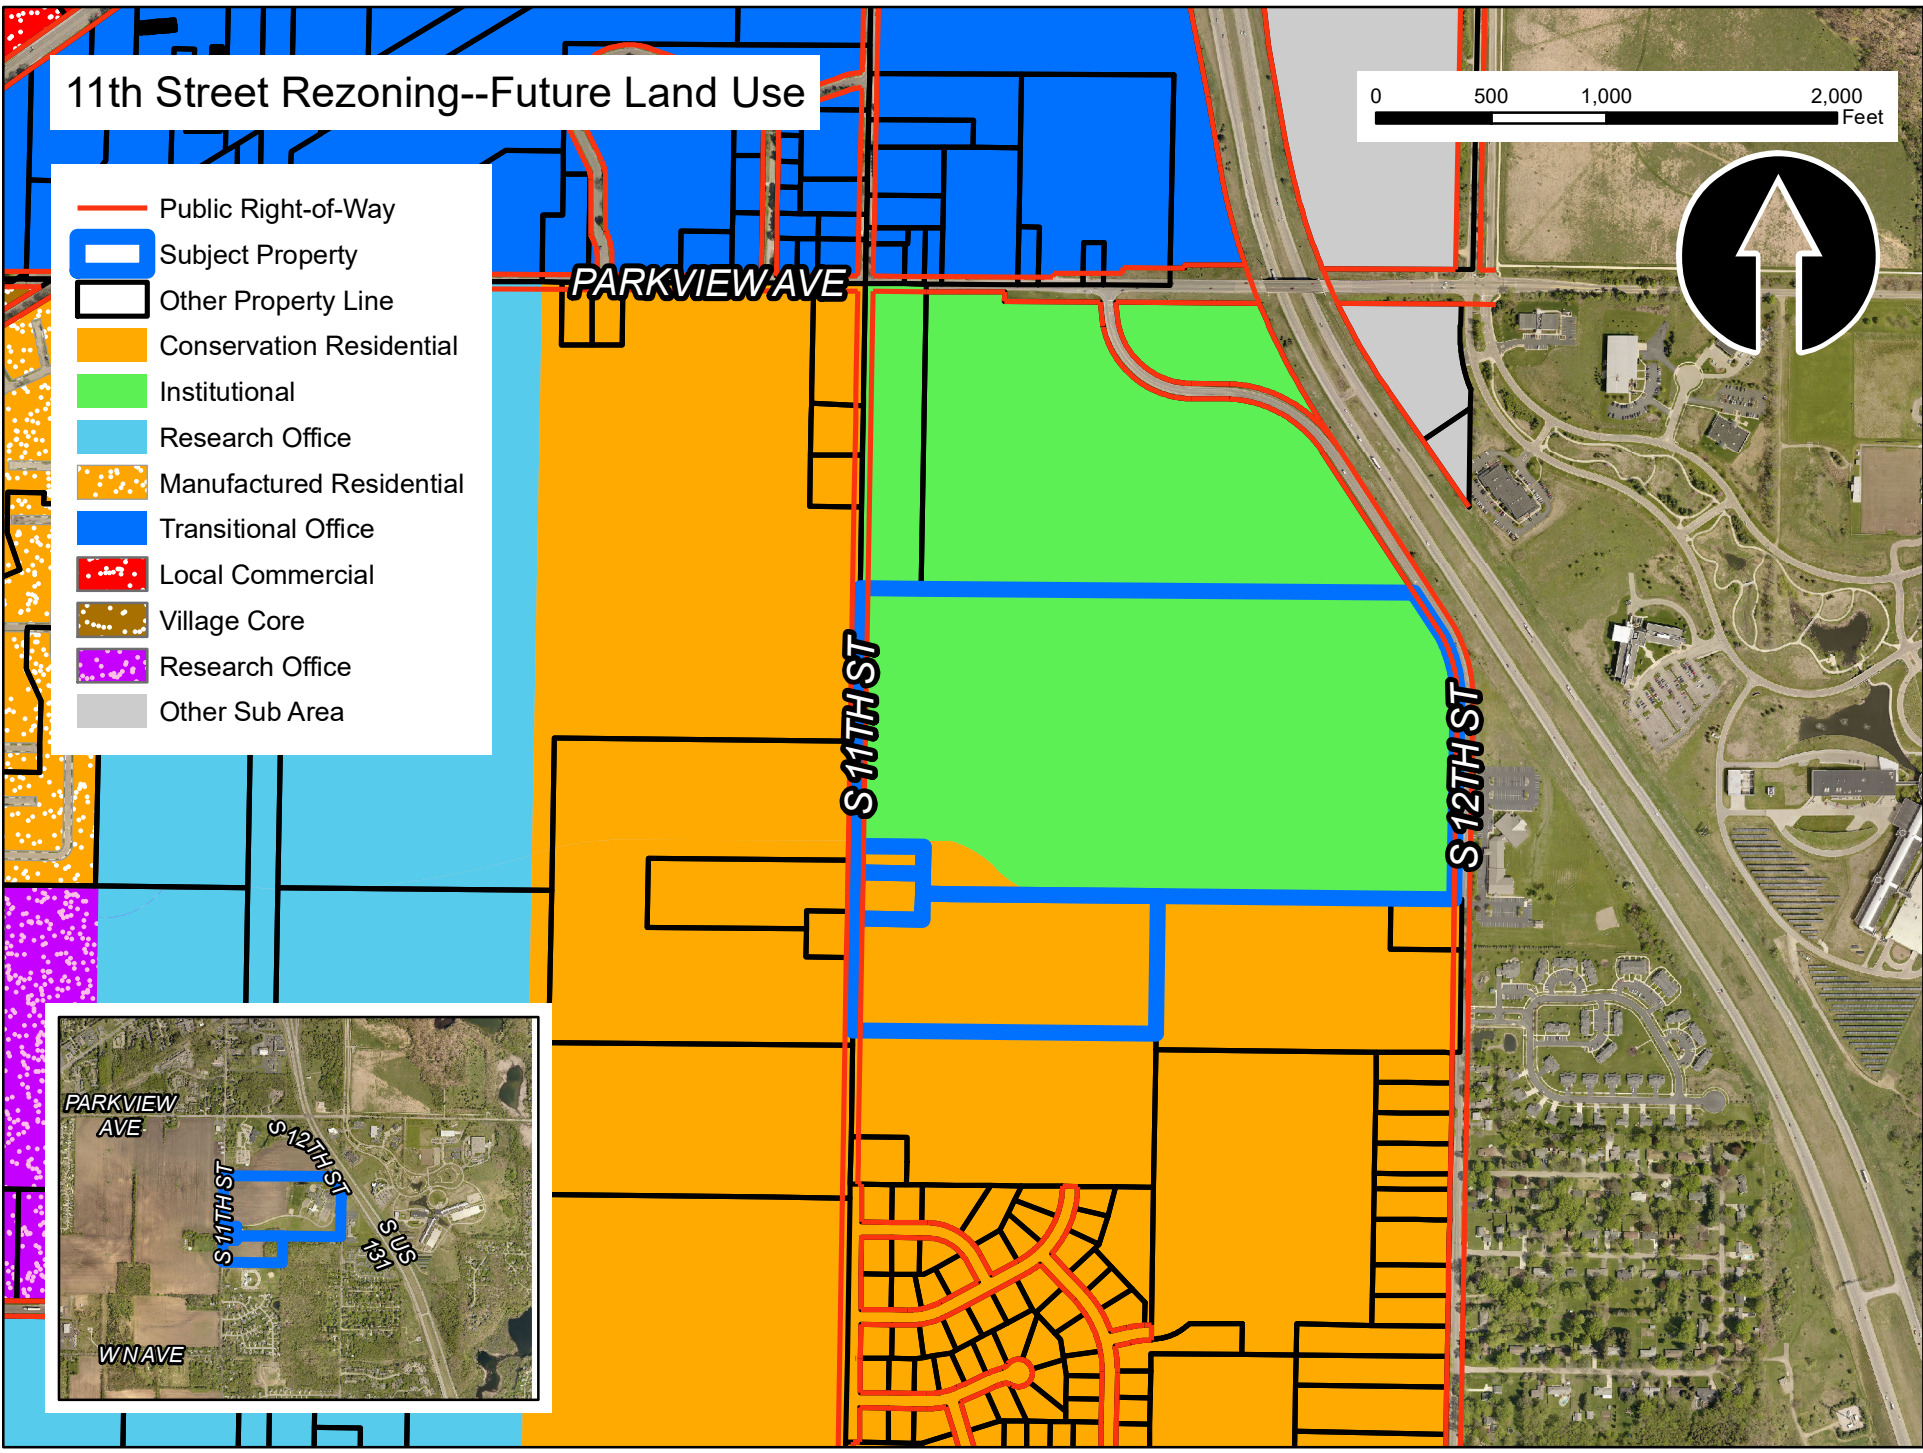 11th Street Rezoning--Future Land Use
0 500 1,000 2,000
Feet
Public Right-of-Way
Subject Property
Other Property Line
Conservation Residential
Institutional
Research Office
Manufactured Residential
Transitional Office
Local Commercial
Village Core
Research Office
Other Sub Area
PARKVIEW AVE
S 11TH ST
S 12TH ST
PARKVIEW
AVE
S 12TH ST
S 11TH ST
S US
131
W N AVE